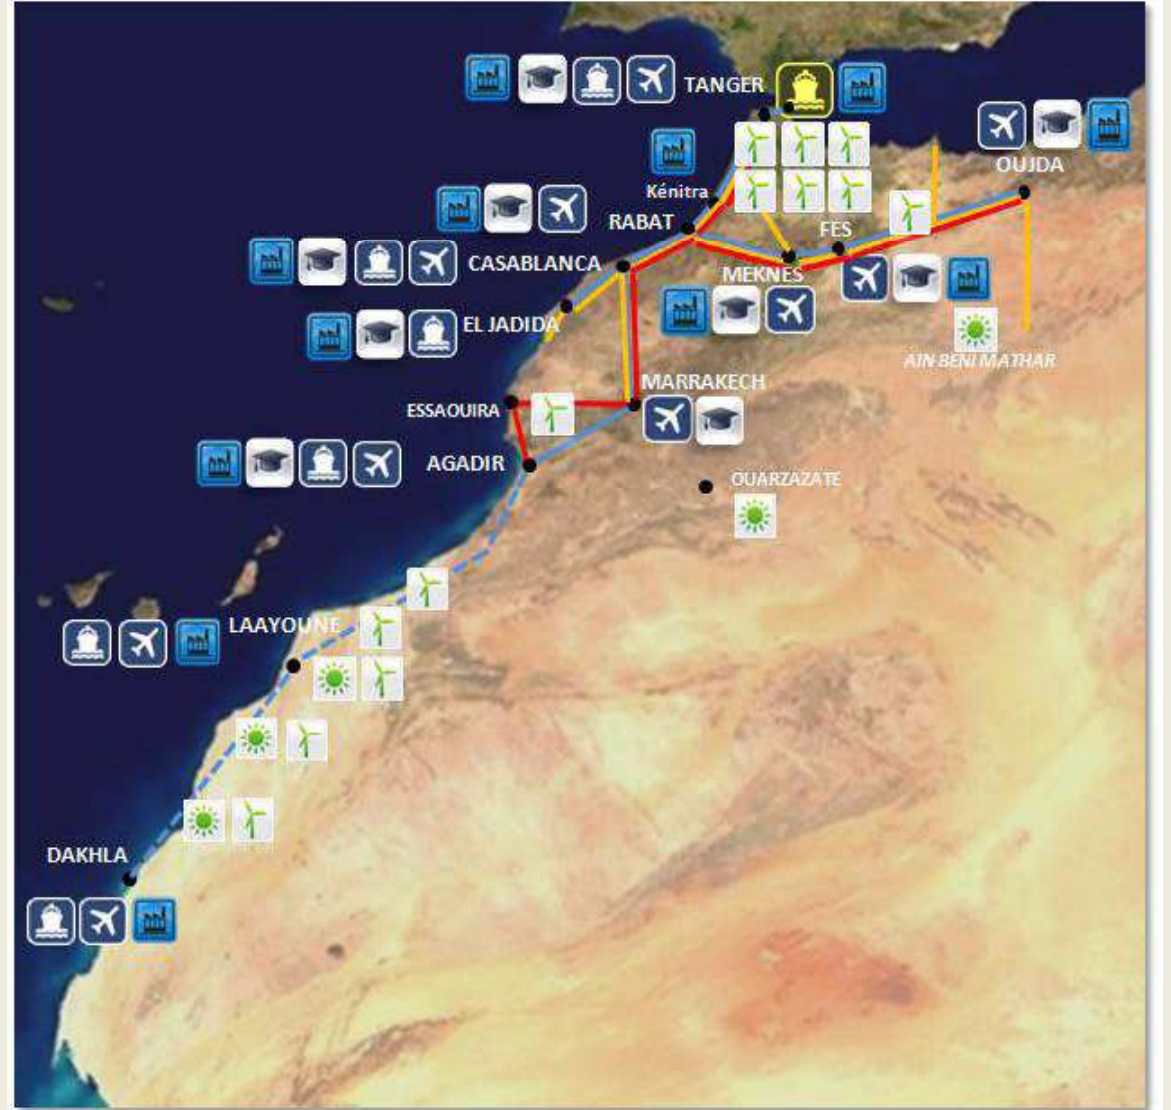 TANGER
OUJDA
Kénitra
RABAT
FES
CASABLANCA
MEKNES
EL JADIDA
AIN BENI MATHAR
MARRAKECH
ESSAOUIRA
AGADIR
OUARZAZATE
LAAYOUNE
DAKHLA